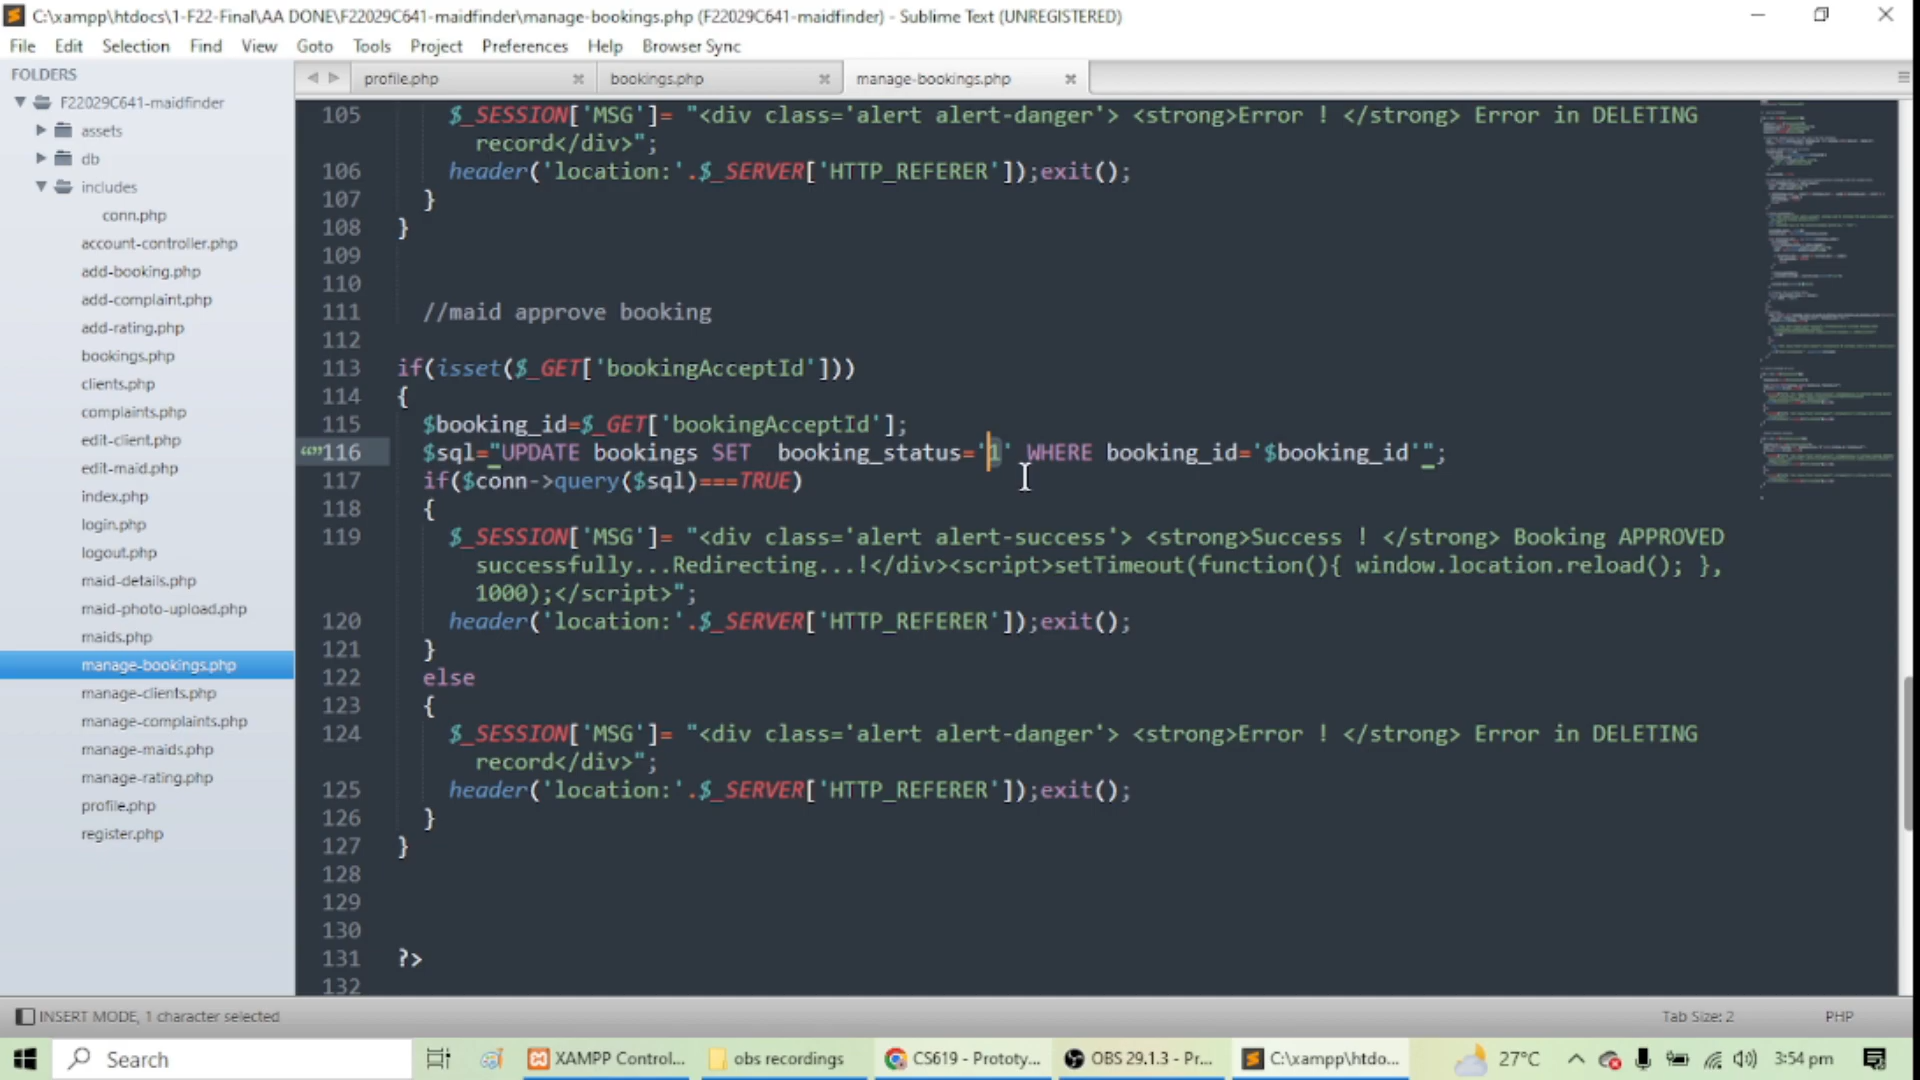 C:\xampp\htdocs\1-F22-Final\AA DONE\F22029C641-maidfinder\manage-bookings.php (F22029C641-maidfinder) - Sublime Text (UNREGISTERED)
File Edit Selection Find View Goto Tools Project Preferences Help Browser Sync
FOLDERS
F22029C641-maidfinder
assets
db
includes
conn.php
account-controller.php
add-booking.php
add-complaint.php
add-rating.php
bookings.php
clients.php
complaints.php
edit-client.php
edit-maid.php
index.php
login.php
logout.php
maid-details.php
maid-photo-upload.php
maids.php
manage-bookings.php
manage-clients.php
manage-complaints.php
manage-maids.php
manage-rating.php
profile.php
register.php
profile.php bookings.php manage-bookings.php
105 $_SESSION['MSG']= "<div class='alert alert-danger'> <strong>Error ! </strong> Error in DELETING
record</div>";
106 header('location:'.$_SERVER['HTTP_REFERER']);exit();
107 }
108 }
109
110
111 //maid approve booking
112
113 if(isset($_GET['bookingAcceptId']))
114 {
115 $booking_id=$_GET['bookingAcceptId'];
116 $sql="UPDATE bookings SET  booking_status='1' WHERE booking_id='$booking_id'";
117 if($conn->query($sql)===TRUE)
118 {
119 $_SESSION['MSG']= "<div class='alert alert-success'> <strong>Success ! </strong> Booking APPROVED
successfully...Redirecting...!</div><script>setTimeout(function(){ window.location.reload(); },
1000);</script>";
120 header('location:'.$_SERVER['HTTP_REFERER']);exit();
121 }
122 else
123 {
124 $_SESSION['MSG']= "<div class='alert alert-danger'> <strong>Error ! </strong> Error in DELETING
record</div>";
125 header('location:'.$_SERVER['HTTP_REFERER']);exit();
126 }
127 }
128
129
130
131 ?>
132
INSERT MODE, 1 character selected Tab Size: 2 PHP
Search XAMPP Control... obs recordings CS619 - Prototy... OBS 29.1.3 - Pr... C:\xampp\htdo... 27°C 3:54 pm